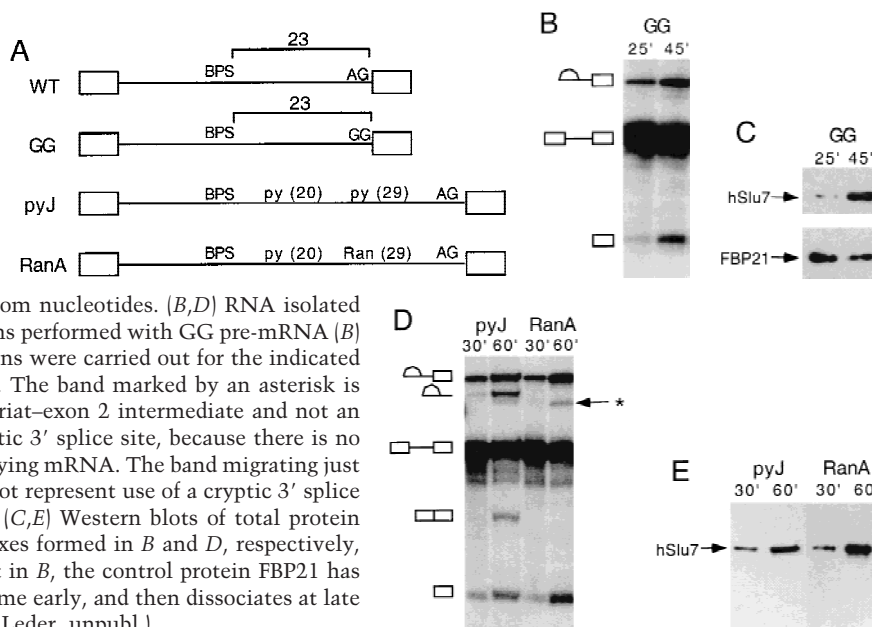 A
23
BPS
AG
WT
23
BPS
GG
GG
BPS
py (20)
py (29)
AG
pyJ
BPS
py (20)
Ran (29)
AG
RanA
B
GG
25' 45'
C
GG
25' 45'
hSlu7
FBP21
om nucleotides. (B,D) RNA isolated
ns performed with GG pre-mRNA (B)
ns were carried out for the indicated
. The band marked by an asterisk is
riat–exon 2 intermediate and not an
tic 3′ splice site, because there is no
ying mRNA. The band migrating just
ot represent use of a cryptic 3′ splice
(C,E) Western blots of total protein
xes formed in B and D, respectively,
: in B, the control protein FBP21 has
me early, and then dissociates at late
Leder, unpubl.)
D
pyJ RanA
30' 60' 30' 60'
*
E
pyJ RanA
30' 60' 30' 60
hSlu7